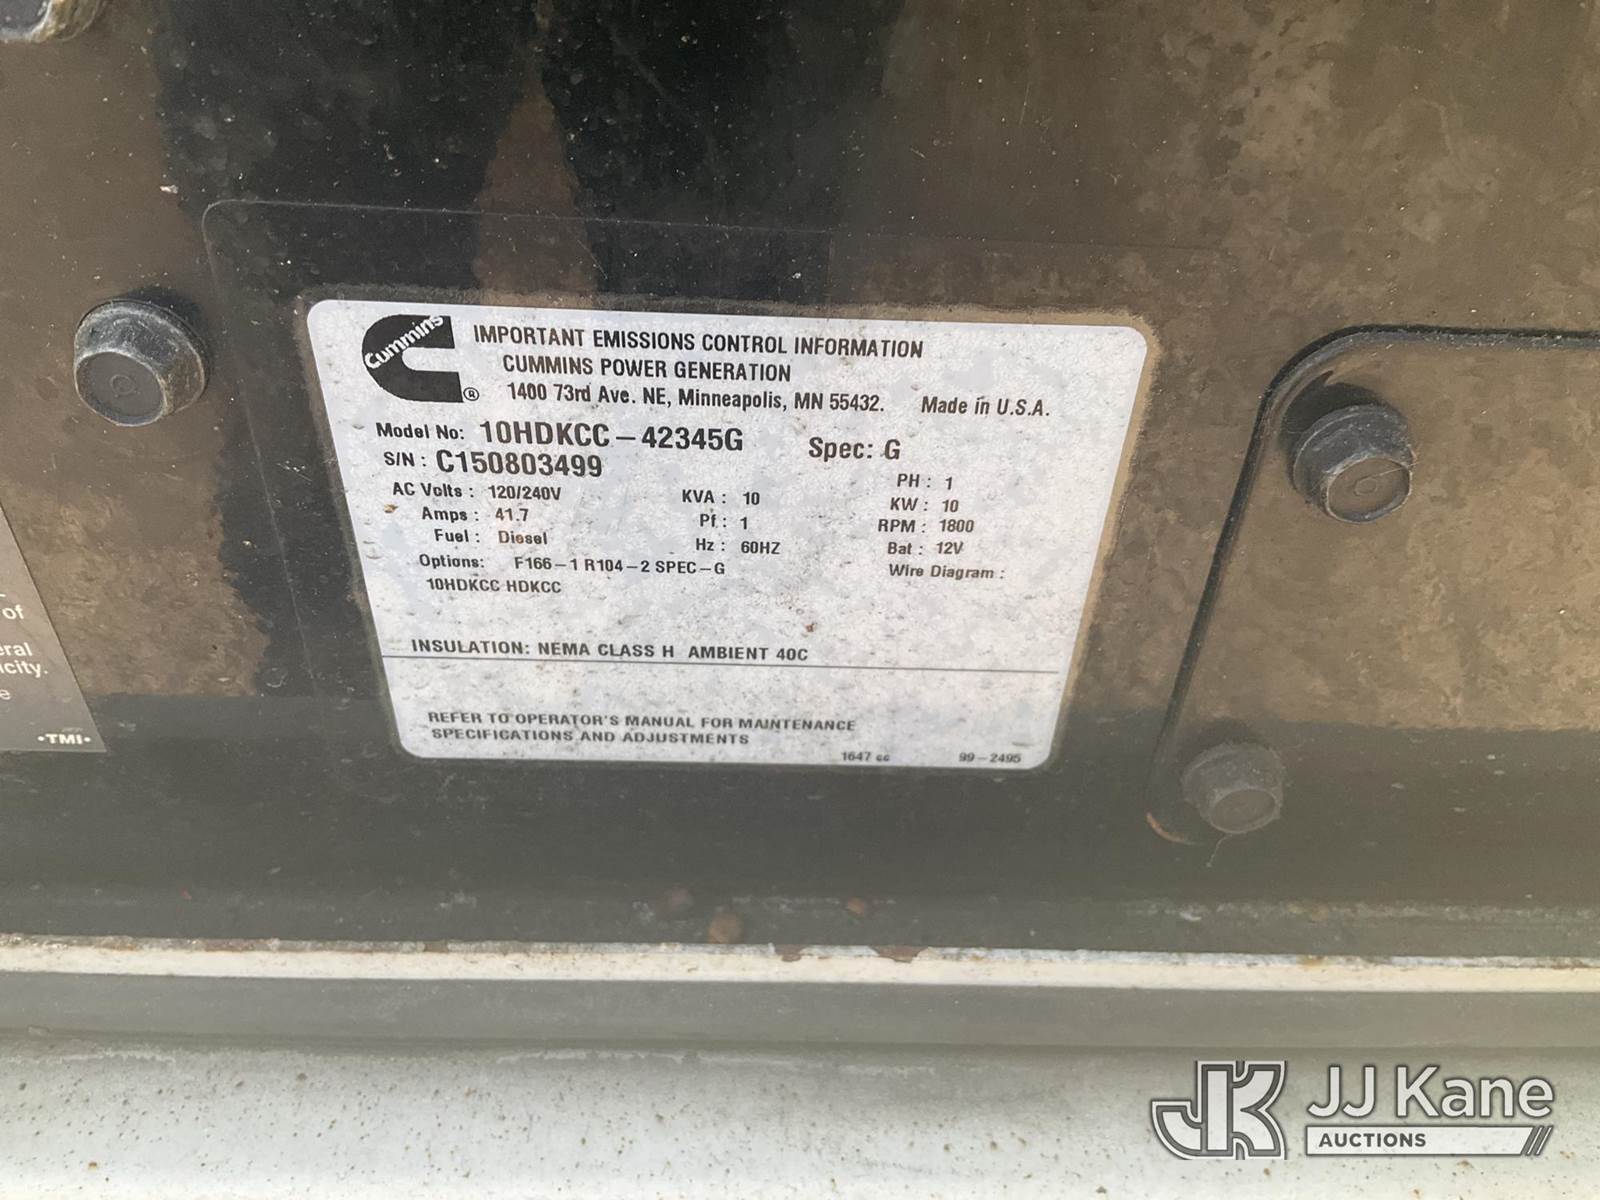 Cummins
®
IMPORTANT EMISSIONS CONTROL INFORMATION
CUMMINS POWER GENERATION
1400 73rd Ave. NE, Minneapolis, MN 55432. Made in U.S.A.
Model No: 10HDKCC-42345G Spec: G
S/N: C150803499
AC Volts: 120/240V KVA: 10 PH: 1
Amps: 41.7 Pf: 1 KW: 10
Fuel: Diesel Hz: 60HZ RPM: 1800
Bat: 12V
Options: F166-1 R104-2 SPEC-G Wire Diagram:
10HDKCC HDKCC
INSULATION: NEMA CLASS H AMBIENT 40C
REFER TO OPERATOR'S MANUAL FOR MAINTENANCE
SPECIFICATIONS AND ADJUSTMENTS
1647 cc 99-2495
of
eral
icity.
e
•TMI•
JK JJ Kane
AUCTIONS